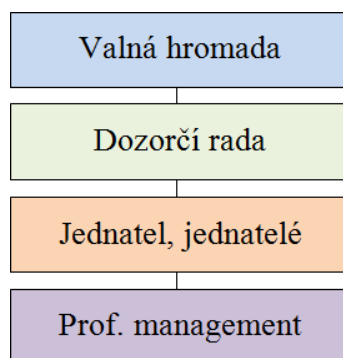 Valná hromada
Dozorčí rada
Jednatel, jednatelé
Prof. management